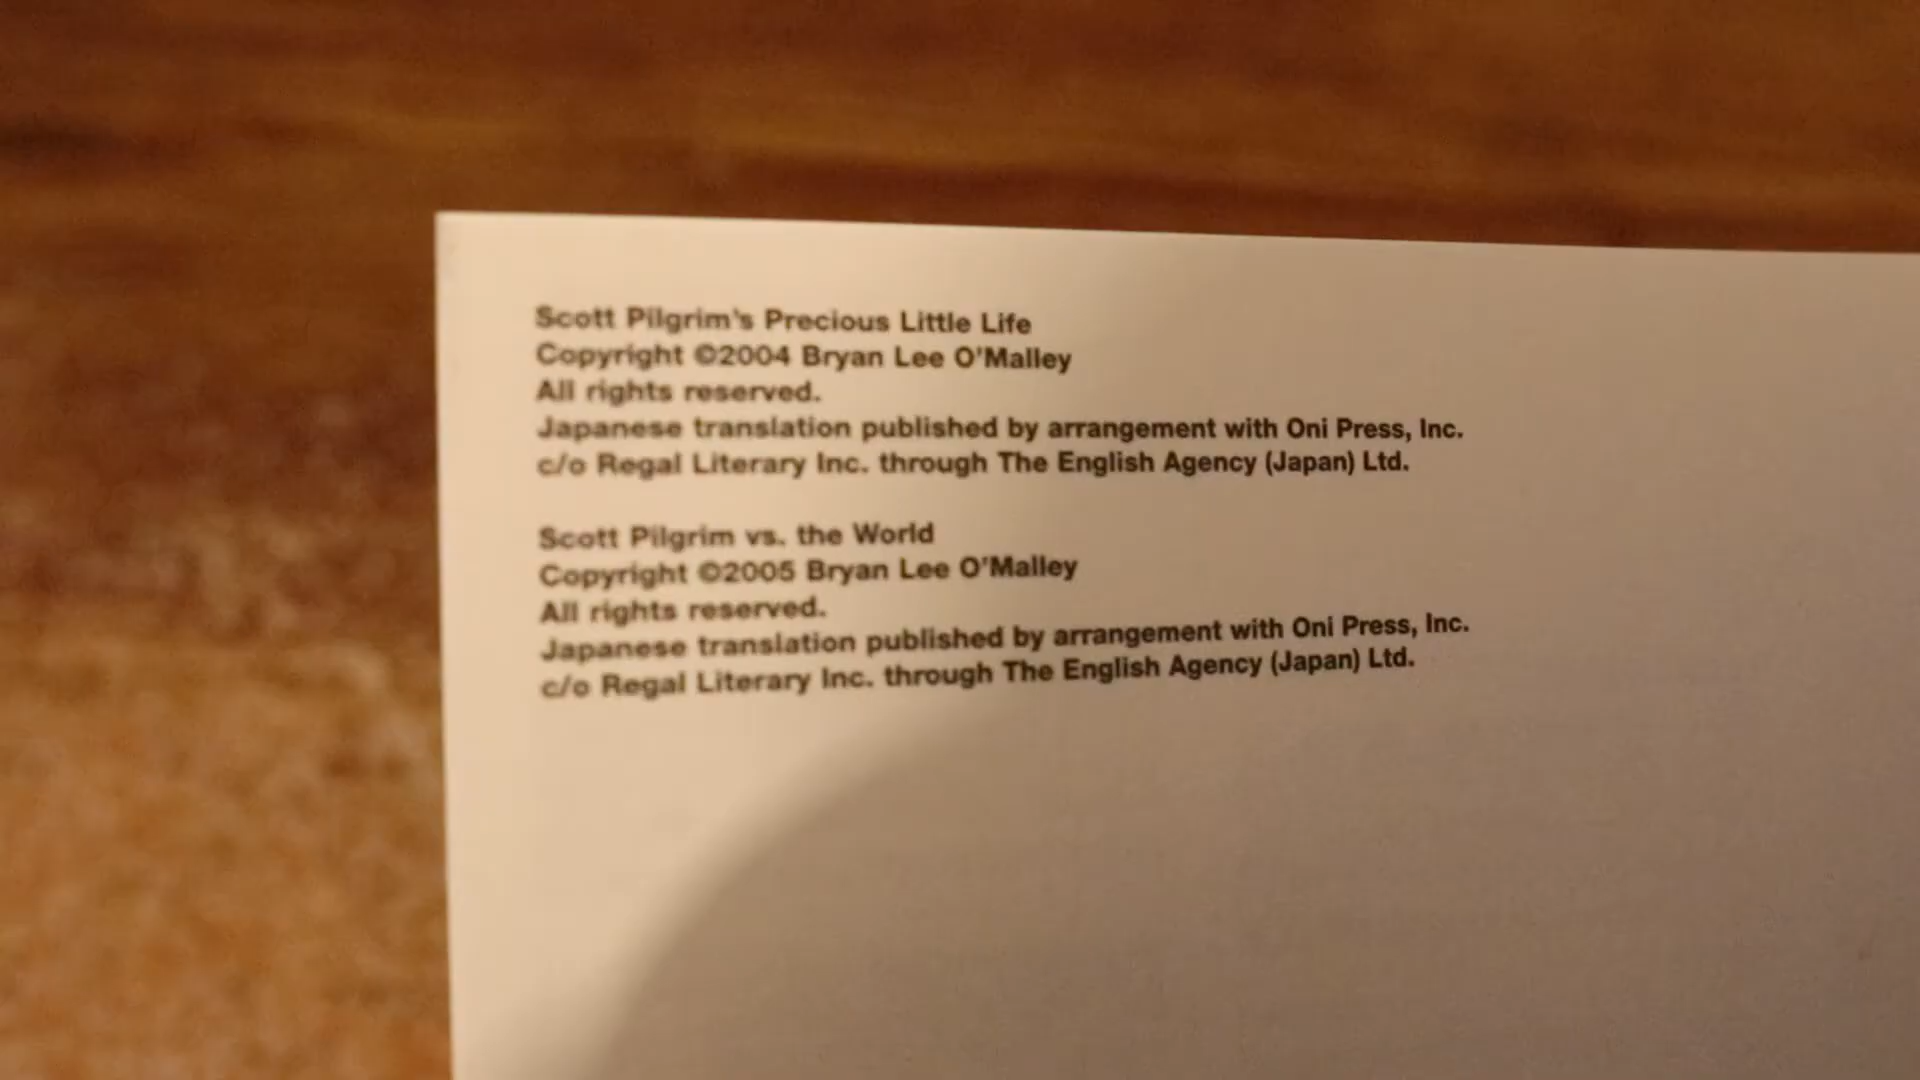 Scott Pilgrim's Precious Little Life
Copyright ©2004 Bryan Lee O'Malley
All rights reserved.
Japanese translation published by arrangement with Oni Press, Inc.
c/o Regal Literary Inc. through The English Agency (Japan) Ltd.
Scott Pilgrim vs. the World
Copyright ©2005 Bryan Lee O'Malley
All rights reserved.
Japanese translation published by arrangement with Oni Press, Inc.
c/o Regal Literary Inc. through The English Agency (Japan) Ltd.